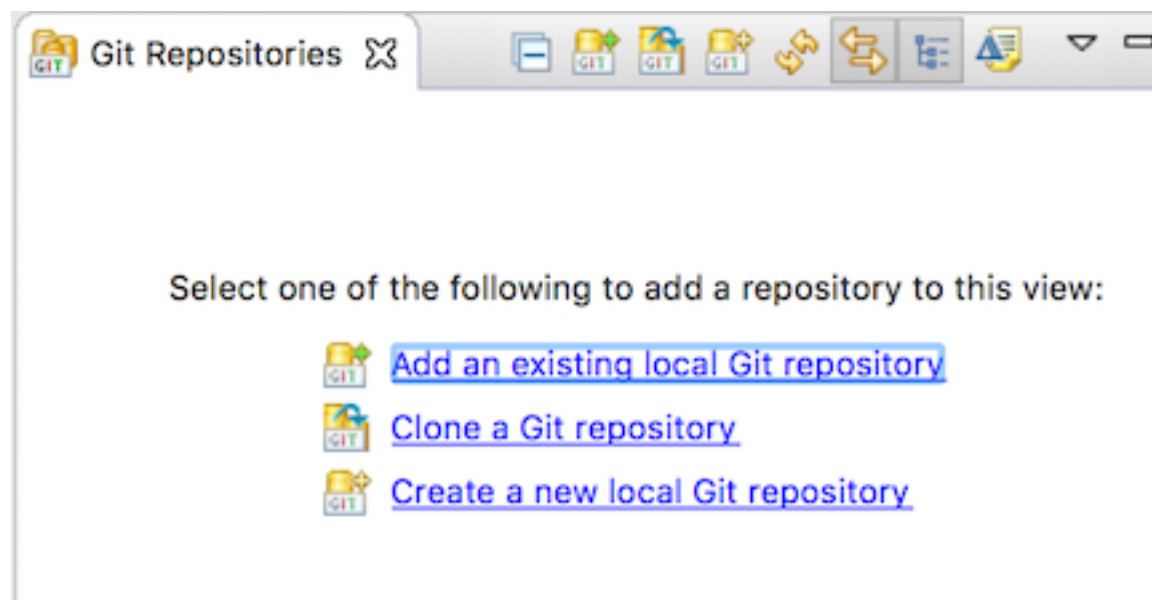 Git Repositories
Select one of the following to add a repository to this view:
Add an existing local Git repository
Clone a Git repository
Create a new local Git repository